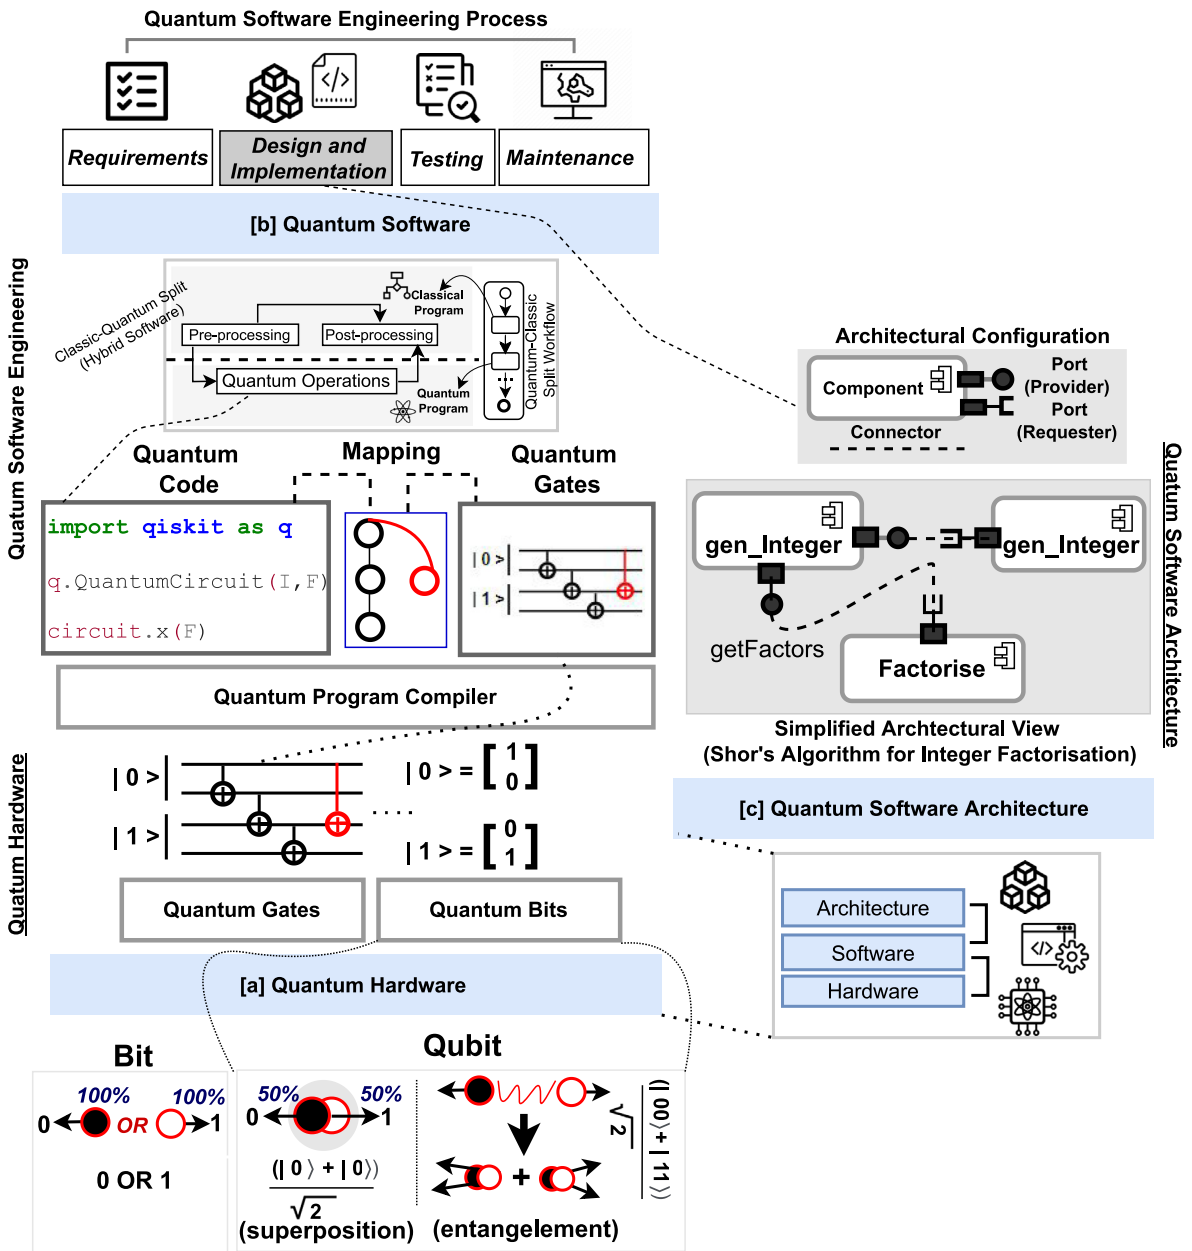 Quantum Software Engineering Process
Requirements
Design and
Implementation
Testing
Maintenance
[b] Quantum Software
Quatum Software Engineering
Classic-Quantum Split
(Hybrid Software)
Classical
Program
Pre-processing
Post-processing
Quantum Operations
Quantum
Program
Quantum-Classic
Split Workflow
Quantum
Code
Mapping
Quantum
Gates
import qiskit as q
q.QuantumCircuit(I,F)
circuit.x(F)
| 0 >|
| 1 >|
Quantum Program Compiler
Quatum Hardware
| 0 >|
| 1 >|
| 0 > = [ 1 0 ]
| 1 > = [ 0 1 ]
Quantum Gates
Quantum Bits
[a] Quantum Hardware
Bit
100%
100%
0
OR
1
0 OR 1
Qubit
50%
50%
0
1
(| 0 ⟩ + | 0⟩)
√2
(superposition)
+
(entangelement)
(| 00⟩+ | 11 ⟩)
√2
Architectural Configuration
Component
Port
(Provider)
Port
(Requester)
Connector
gen_Integer
gen_Integer
getFactors
Factorise
Simplified Archtectural View
(Shor's Algorithm for Integer Factorisation)
Quatum Software Architecture
[c] Quantum Software Architecture
Architecture
Software
Hardware